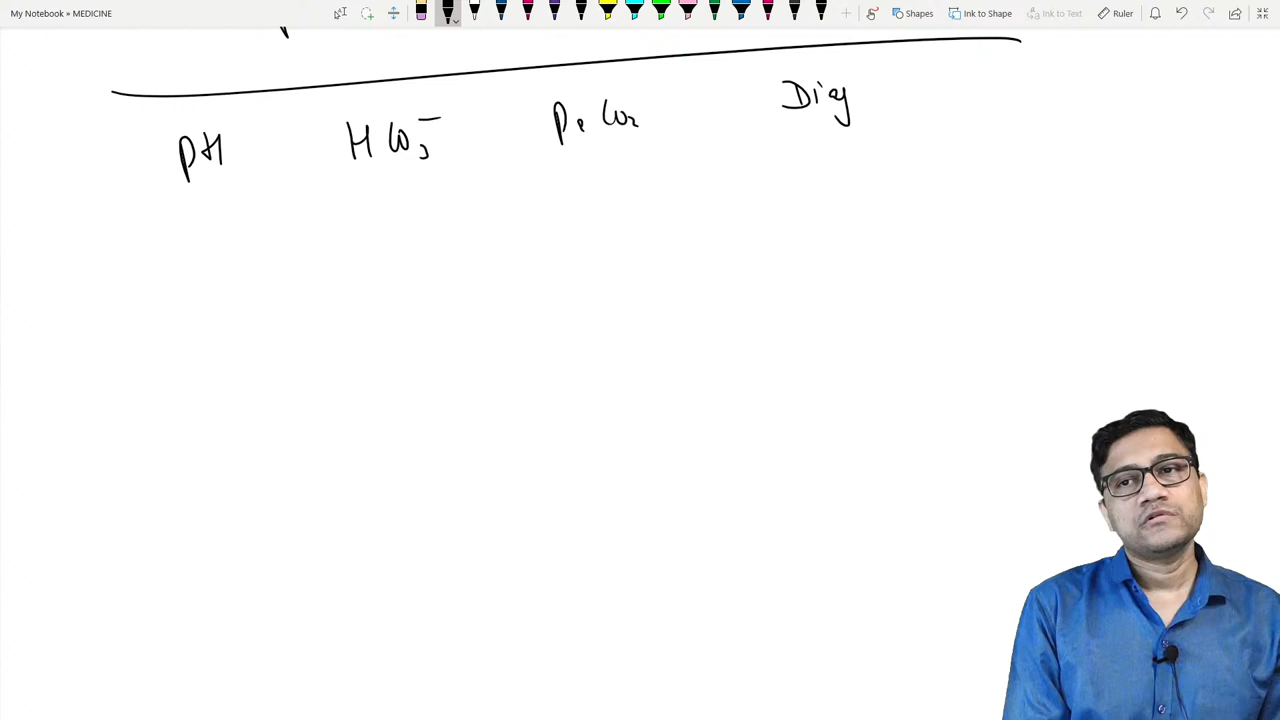 My Notebook » MEDICINE
Shapes Ink to Shape Ink to Text Ruler
pH HCO3⁻ PaCO2 Diag